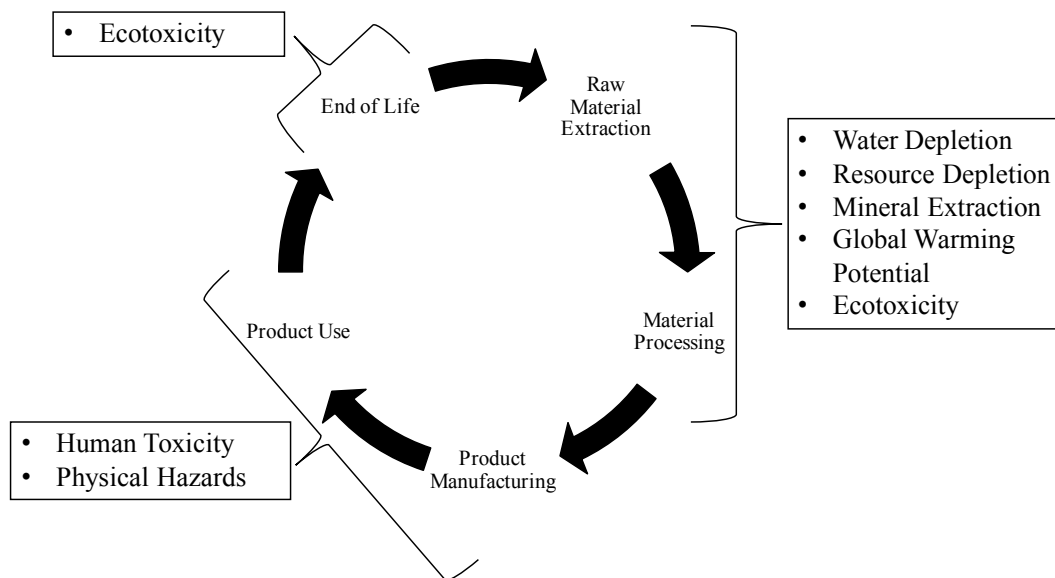 • Ecotoxicity
End of Life
Raw
Material
Extraction
• Water Depletion
• Resource Depletion
• Mineral Extraction
• Global Warming
Potential
• Ecotoxicity
Material
Processing
Product Use
Product
Manufacturing
• Human Toxicity
• Physical Hazards